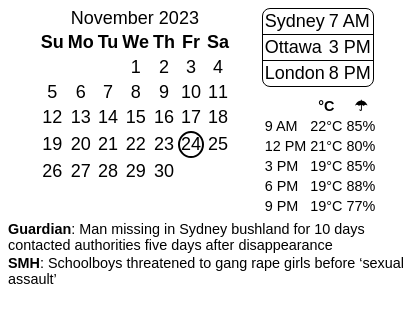 November 2023
Su Mo Tu We Th Fr Sa
1 2 3 4
5 6 7 8 9 10 11
12 13 14 15 16 17 18
19 20 21 22 23 24 25
26 27 28 29 30
Sydney 7 AM
Ottawa 3 PM
London 8 PM
°C ☂
9 AM 22°C 85%
12 PM 21°C 80%
3 PM 19°C 85%
6 PM 19°C 88%
9 PM 19°C 77%
Guardian: Man missing in Sydney bushland for 10 days
contacted authorities five days after disappearance
SMH: Schoolboys threatened to gang rape girls before ‘sexual
assault’